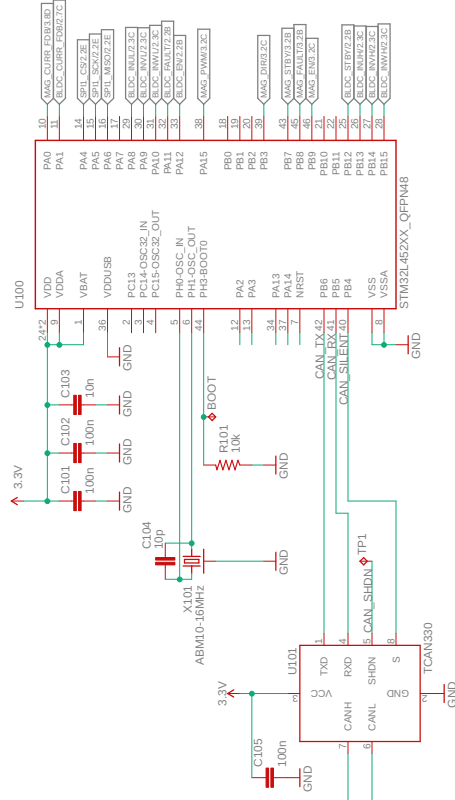 MAG_CURR_FDB/3.8D
BLDC_CURR_FDB/2.7C
SPI1_CS/2.2E
SPI1_SCK/2.2E
SPI1_MISO/2.2E
BLDC_INUL/2.3C
BLDC_INVL/2.3C
BLDC_INWL/2.3C
BLDC_FAULT/2.2B
BLDC_EN/2.2B
MAG_PWM/3.2C
MAG_DIR/3.2C
MAG_STBY/3.2B
MAG_FAULT/3.2B
MAG_EN/3.2C
BLDC_STBY/2.2B
BLDC_INUH/2.3C
BLDC_INVH/2.3C
BLDC_INWH/2.3C
10
11
14
15
16
17
29
30
31
32
33
38
18
19
20
39
43
45
46
21
22
25
26
27
28
PA0
PA1
PA4
PA5
PA6
PA7
PA8
PA9
PA10
PA11
PA12
PA15
PB0
PB1
PB2
PB3
PB7
PB8
PB9
PB10
PB11
PB12
PB13
PB14
PB15
U100
STM32L452XX_QFPN48
VDD
VDDA
VBAT
VDDUSB
PC13
PC14-OSC32_IN
PC15-OSC32_OUT
PH0-OSC_IN
PH1-OSC_OUT
PH3-BOOT0
PA2
PA3
PA13
PA14
NRST
PB6
PB5
PB4
VSS
VSSA
24*2
9
1
36
2
3
4
5
6
44
12
13
34
37
7
42
41
40
8
CAN_TX
CAN_RX
CAN_SILENT
GND
GND
C103
10n
GND
C102
100n
GND
C101
100n
GND
3.3V
BOOT
R101
10k
GND
C104
10p
X101
ABM10-16MHz
GND
TP1
CAN_SHDN
1
4
5
8
U101
TCAN330
TXD
RXD
SHDN
S
VCC
GND
CANH
CANL
3
2
7
6
3.3V
GND
C105
100n
GND